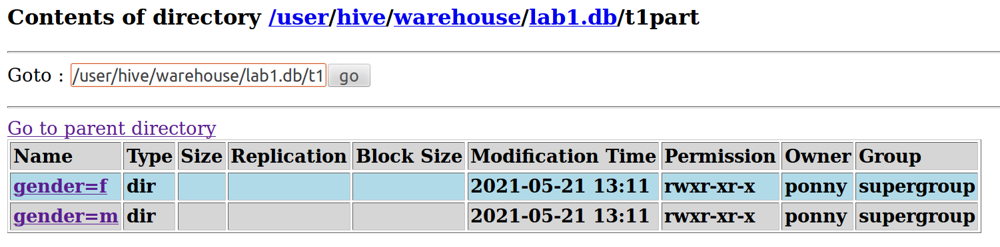 Contents of directory /user/hive/warehouse/lab1.db/t1part
Goto : /user/hive/warehouse/lab1.db/t1 go
Go to parent directory
Name Type Size Replication Block Size Modification Time Permission Owner Group
gender=f dir 2021-05-21 13:11 rwxr-xr-x ponny supergroup
gender=m dir 2021-05-21 13:11 rwxr-xr-x ponny supergroup